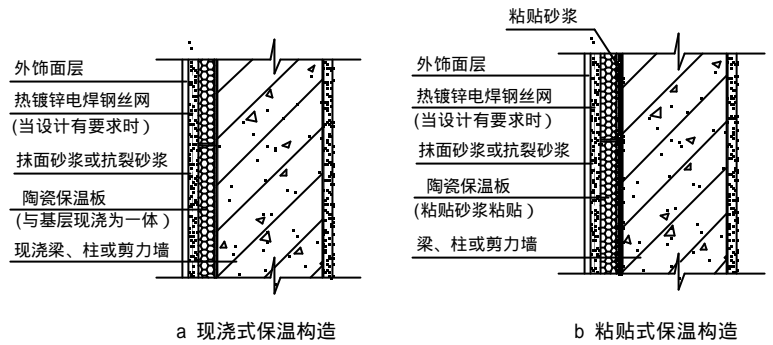 外饰面层
热镀锌电焊钢丝网
(当设计有要求时)
抹面砂浆或抗裂砂浆
陶瓷保温板
(与基层现浇为一体)
现浇梁、柱或剪力墙
a 现浇式保温构造
粘贴砂浆
外饰面层
热镀锌电焊钢丝网
(当设计有要求时)
抹面砂浆或抗裂砂浆
陶瓷保温板
(粘贴砂浆粘贴)
梁、柱或剪力墙
b 粘贴式保温构造